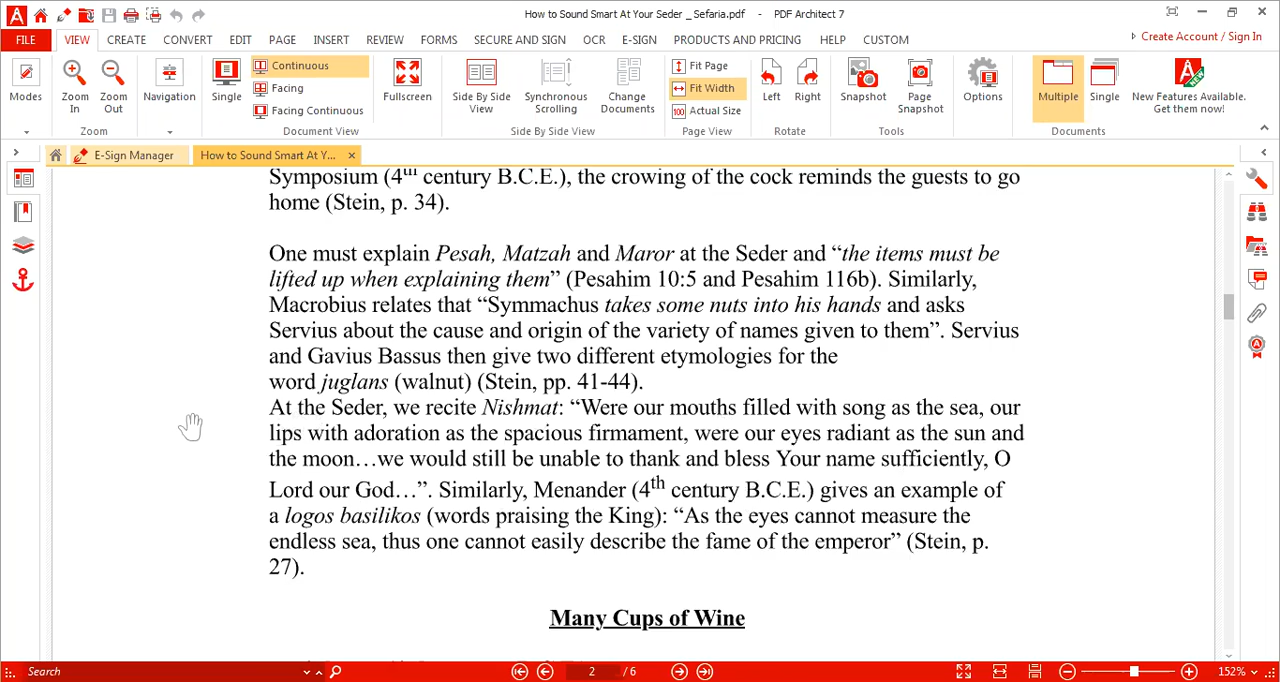 How to Sound Smart At Your Seder _ Sefaria.pdf - PDF Architect 7
FILE VIEW CREATE CONVERT EDIT PAGE INSERT REVIEW FORMS SECURE AND SIGN OCR E-SIGN PRODUCTS AND PRICING HELP CUSTOM Create Account / Sign In
Modes
Zoom In
Zoom Out
Zoom
Navigation
Single
Continuous
Facing
Facing Continuous
Document View
Fullscreen
Side By Side View
Synchronous Scrolling
Change Documents
Side By Side View
Fit Page
Fit Width
Actual Size
Page View
Left
Right
Rotate
Snapshot
Page Snapshot
Tools
Options
Multiple
Single
Documents
New Features Available.
Get them now!
E-Sign Manager
How to Sound Smart At Y...
Symposium (4th century B.C.E.), the crowing of the cock reminds the guests to go
home (Stein, p. 34).
One must explain Pesah, Matzah and Maror at the Seder and “the items must be
lifted up when explaining them” (Pesahim 10:5 and Pesahim 116b). Similarly,
Macrobius relates that “Symmachus takes some nuts into his hands and asks
Servius about the cause and origin of the variety of names given to them”. Servius
and Gavius Bassus then give two different etymologies for the
word juglans (walnut) (Stein, pp. 41-44).
At the Seder, we recite Nishmat: “Were our mouths filled with song as the sea, our
lips with adoration as the spacious firmament, were our eyes radiant as the sun and
the moon…we would still be unable to thank and bless Your name sufficiently, O
Lord our God…”. Similarly, Menander (4th century B.C.E.) gives an example of
a logos basilikos (words praising the King): “As the eyes cannot measure the
endless sea, thus one cannot easily describe the fame of the emperor” (Stein, p.
27).
Many Cups of Wine
Search
2 / 6
152%